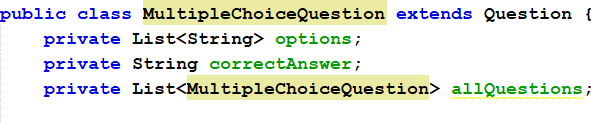 public class MultipleChoiceQuestion extends Question {
    private List<String> options;
    private String correctAnswer;
    private List<MultipleChoiceQuestion> allQuestions;